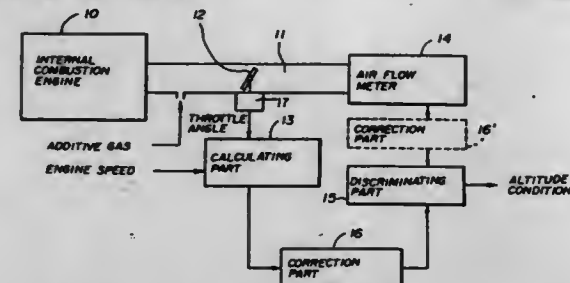 10
INTERNAL
COMBUSTION
ENGINE
12
11
14
AIR FLOW
METER
17
THROTTLE
ANGLE
13
ADDITIVE GAS
ENGINE SPEED
CALCULATING
PART
CORRECTION
PART
16'
DISCRIMINATING
PART
15
ALTITUDE
CONDITION
16
CORRECTION
PART